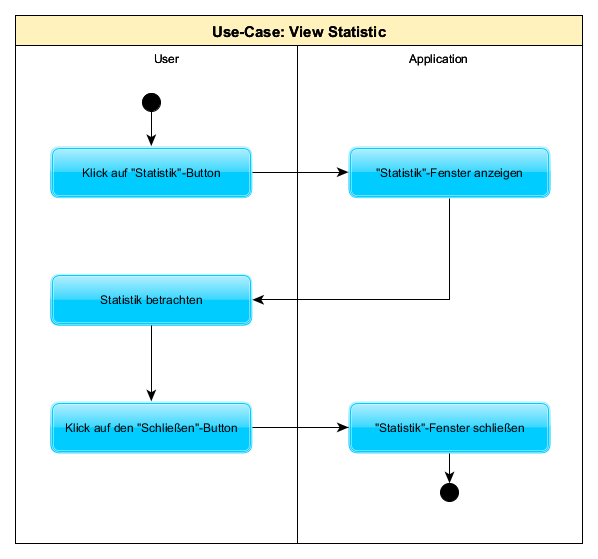 Use-Case: View Statistic
User
Application
Klick auf "Statistik"-Button
"Statistik"-Fenster anzeigen
Statistik betrachten
Klick auf den "Schließen"-Button
"Statistik"-Fenster schließen